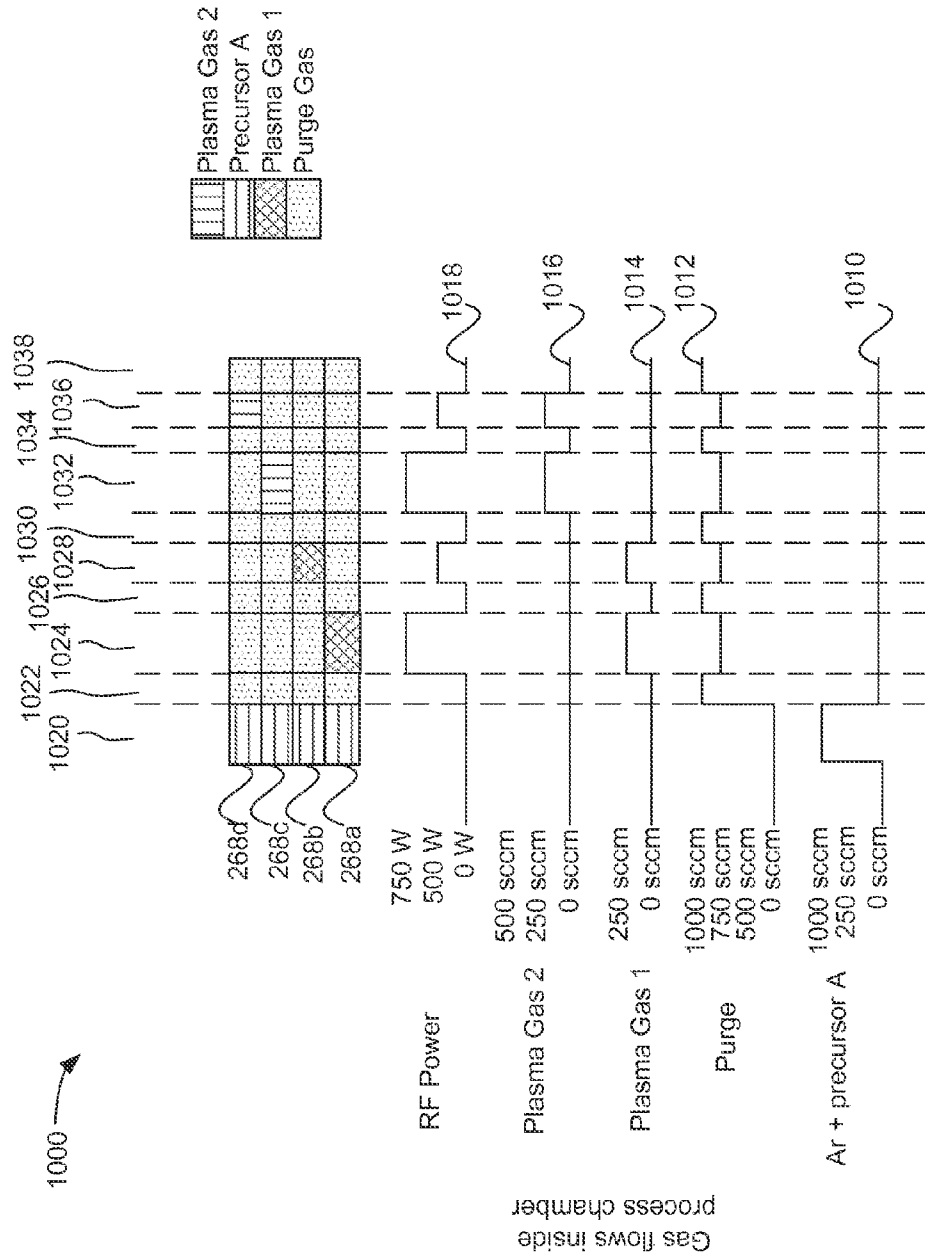 1000
1020
1022
1024
1026
1028
1030
1032
1034
1036
1038
Plasma Gas 2
Precursor A
Plasma Gas 1
Purge Gas
268d
268c
268b
268a
RF Power
750 W
500 W
0 W
1018
Plasma Gas 2
500 sccm
250 sccm
0 sccm
1016
Plasma Gas 1
250 sccm
0 sccm
1014
Purge
1000 sccm
750 sccm
500 sccm
0 sccm
1012
Ar + precursor A
1000 sccm
250 sccm
0 sccm
1010
Gas flows inside
process chamber